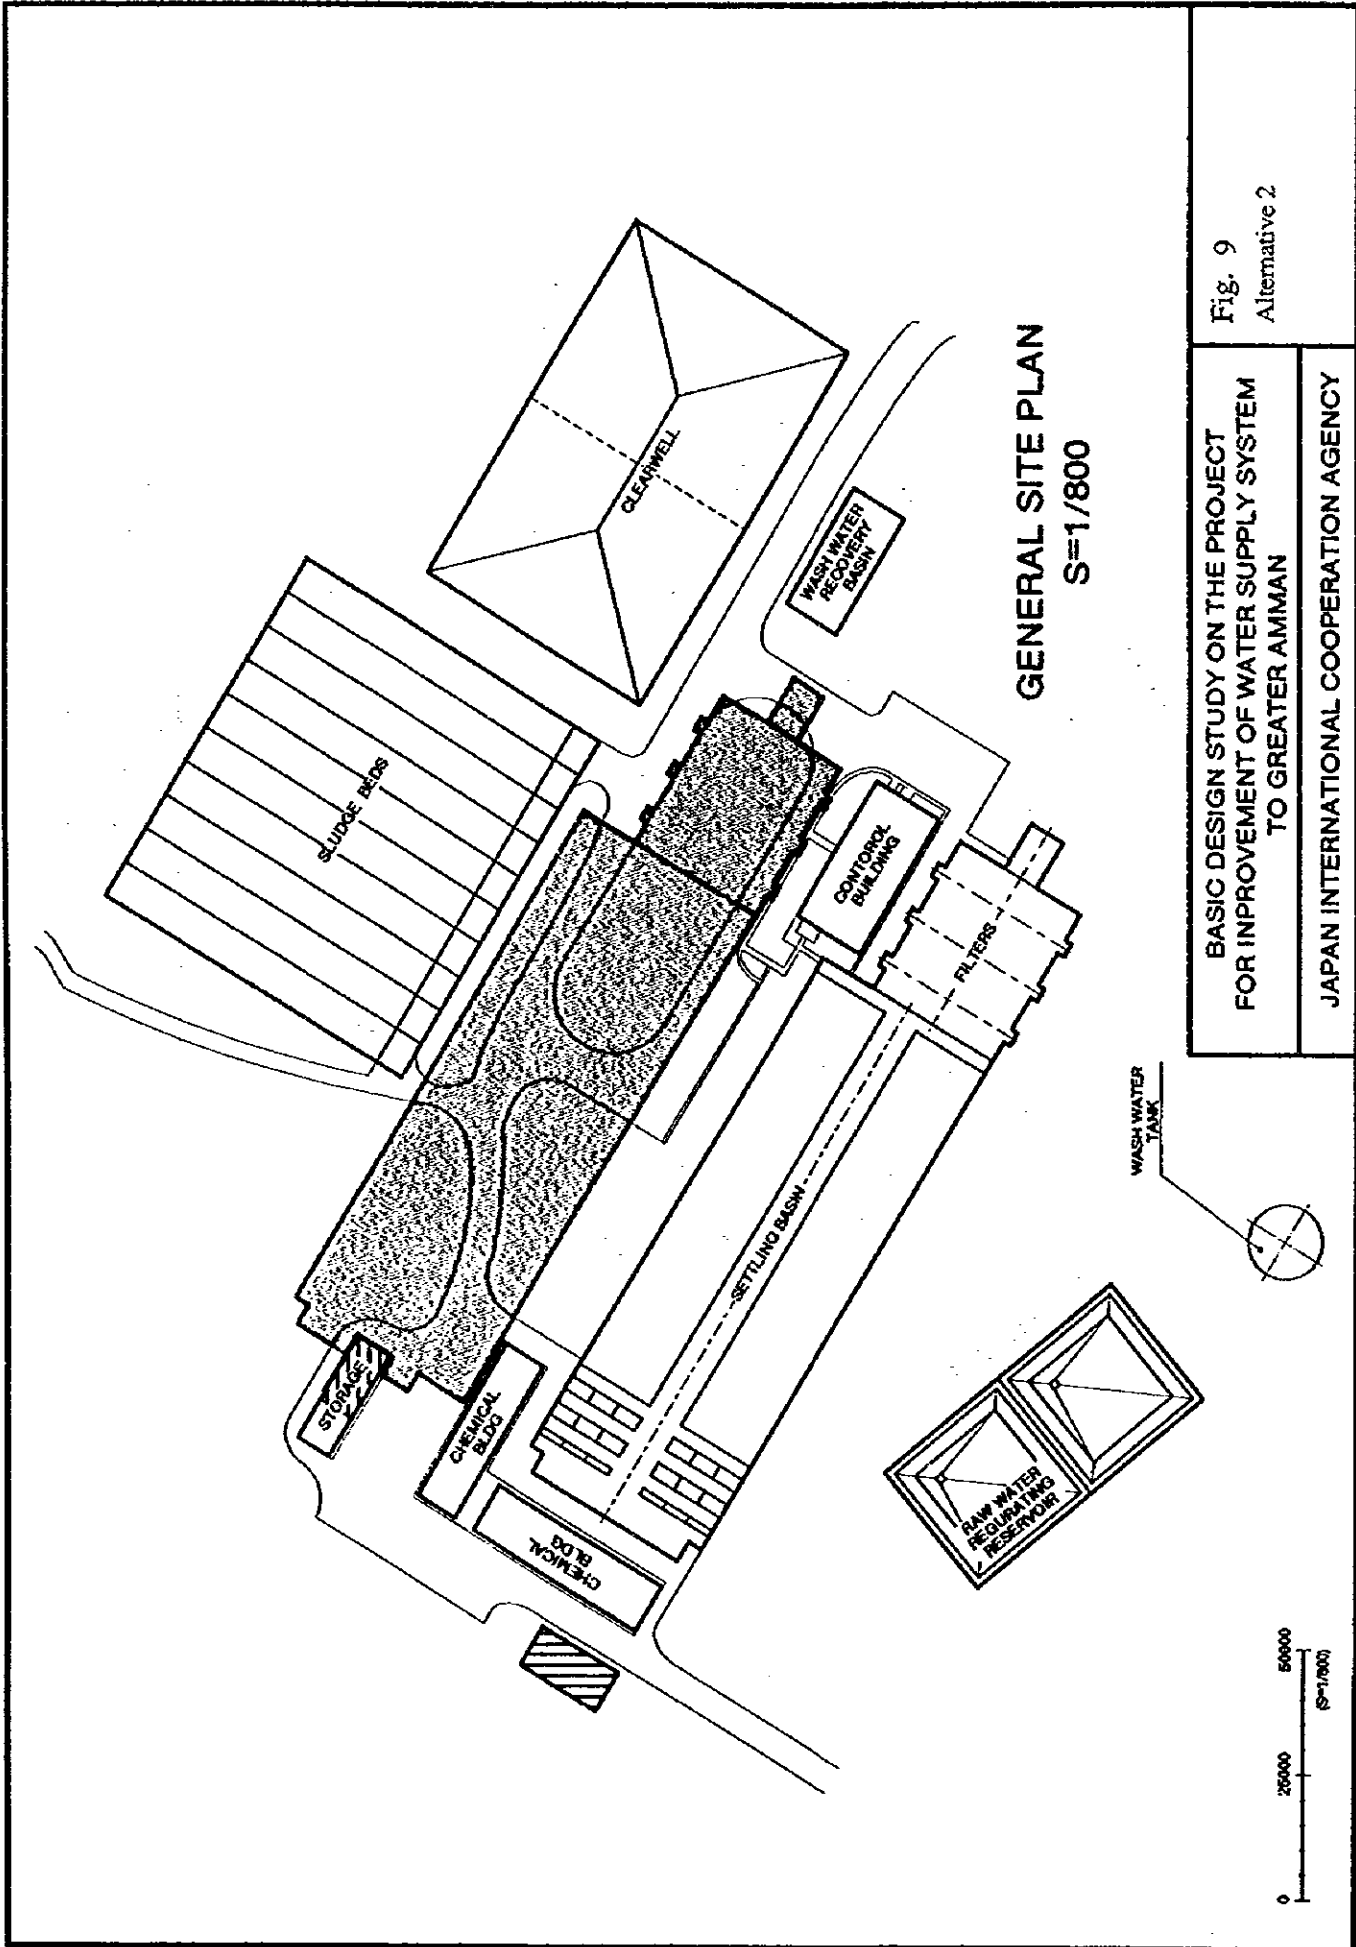 SLUDGE BEDS
CLEARWELL
STORAGE
CHEMICAL
BLDG
CHEMICAL
BLDG
CONTOROL
BUILDING
WASH WATER
RECOVERY
BASIN
FILTERS
SETTLING BASIN
RAW WATER
REGURATING
RESERVOIR
WASH WATER
TANK
GENERAL SITE PLAN
S=1/800
0 25000 50000
(S=1/800)
BASIC DESIGN STUDY ON THE PROJECT
FOR INPROVEMENT OF WATER SUPPLY SYSTEM
TO GREATER AMMAN
JAPAN INTERNATIONAL COOPERATION AGENCY
Fig. 9
Alternative 2